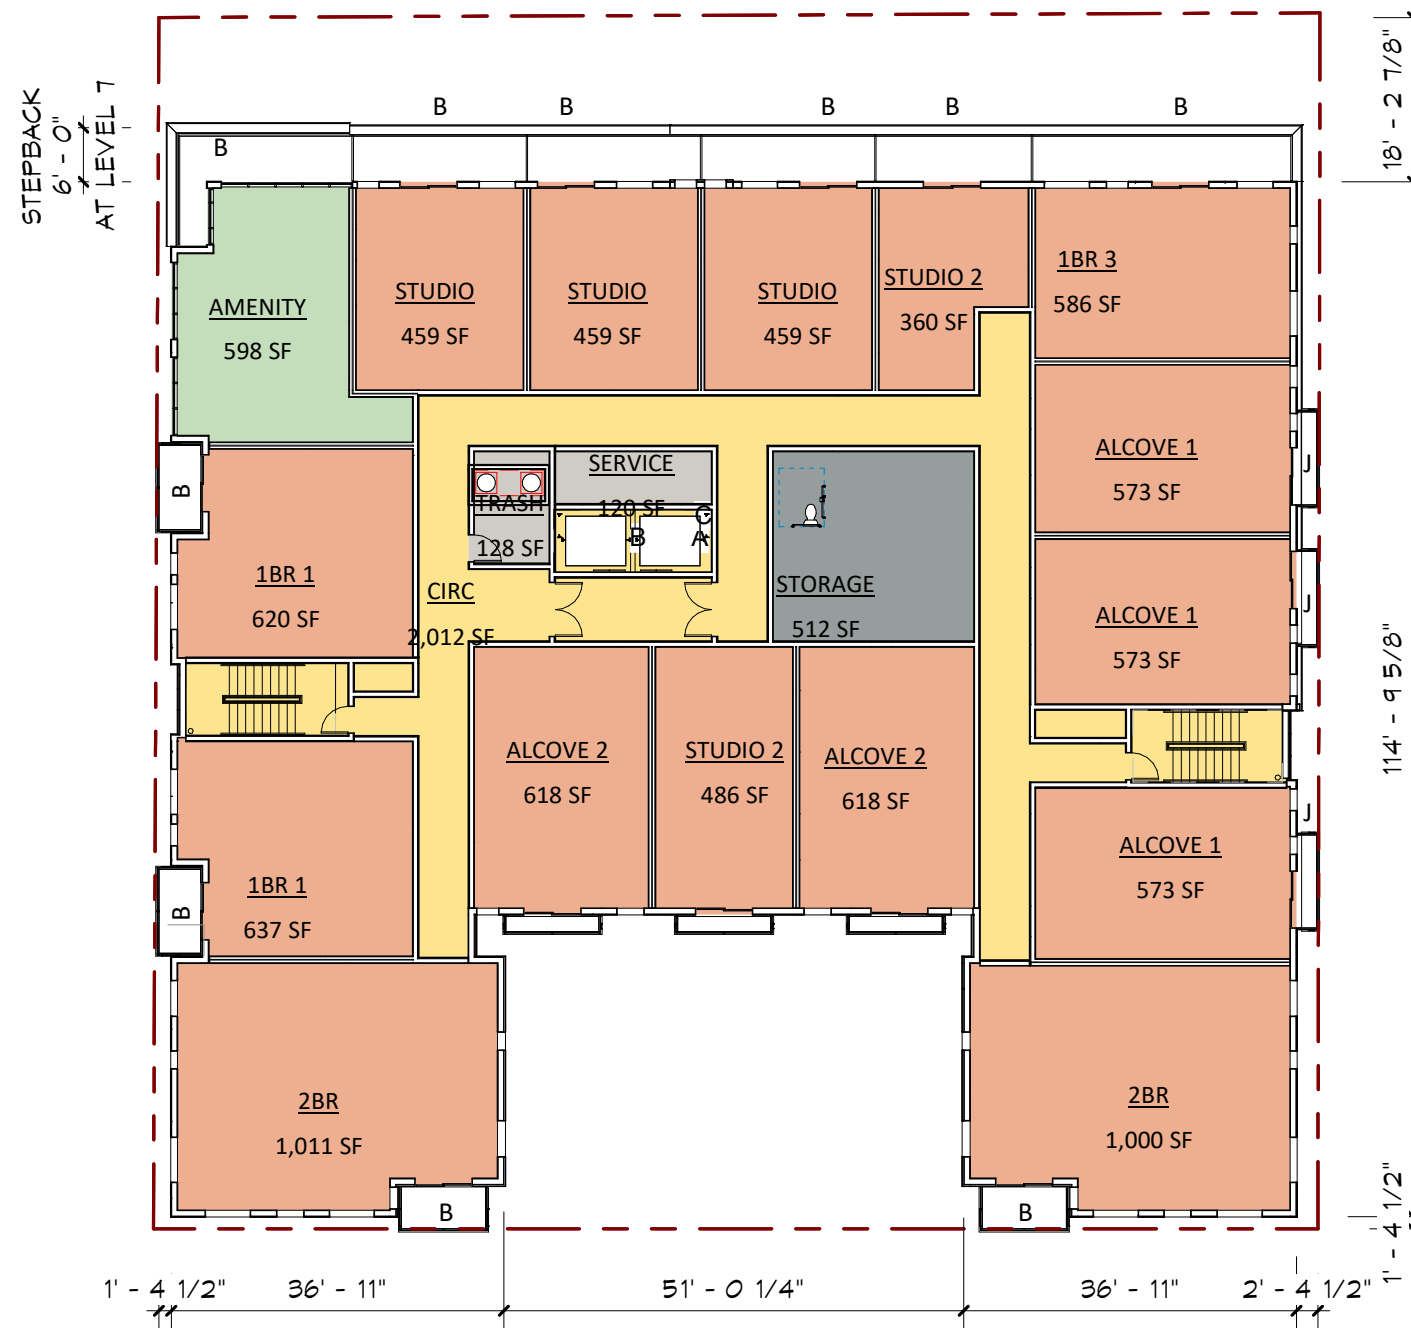 STEPBACK
6' - 0"
AT LEVEL 7
18' - 2 7/8"
B
B
B
B
B
B
AMENITY
598 SF
STUDIO
459 SF
STUDIO
459 SF
STUDIO
459 SF
STUDIO 2
360 SF
1BR 3
586 SF
ALCOVE 1
573 SF
J
B
1BR 1
620 SF
TRASH
128 SF
SERVICE
120 SF
B
C
A
CIRC
2,012 SF
STORAGE
512 SF
ALCOVE 1
573 SF
J
114' - 9 5/8"
ALCOVE 2
618 SF
STUDIO 2
486 SF
ALCOVE 2
618 SF
ALCOVE 1
573 SF
J
1BR 1
637 SF
B
2BR
1,011 SF
B
2BR
1,000 SF
B
1' - 4 1/2"
1' - 4 1/2"
36' - 11"
51' - 0 1/4"
36' - 11"
2' - 4 1/2"